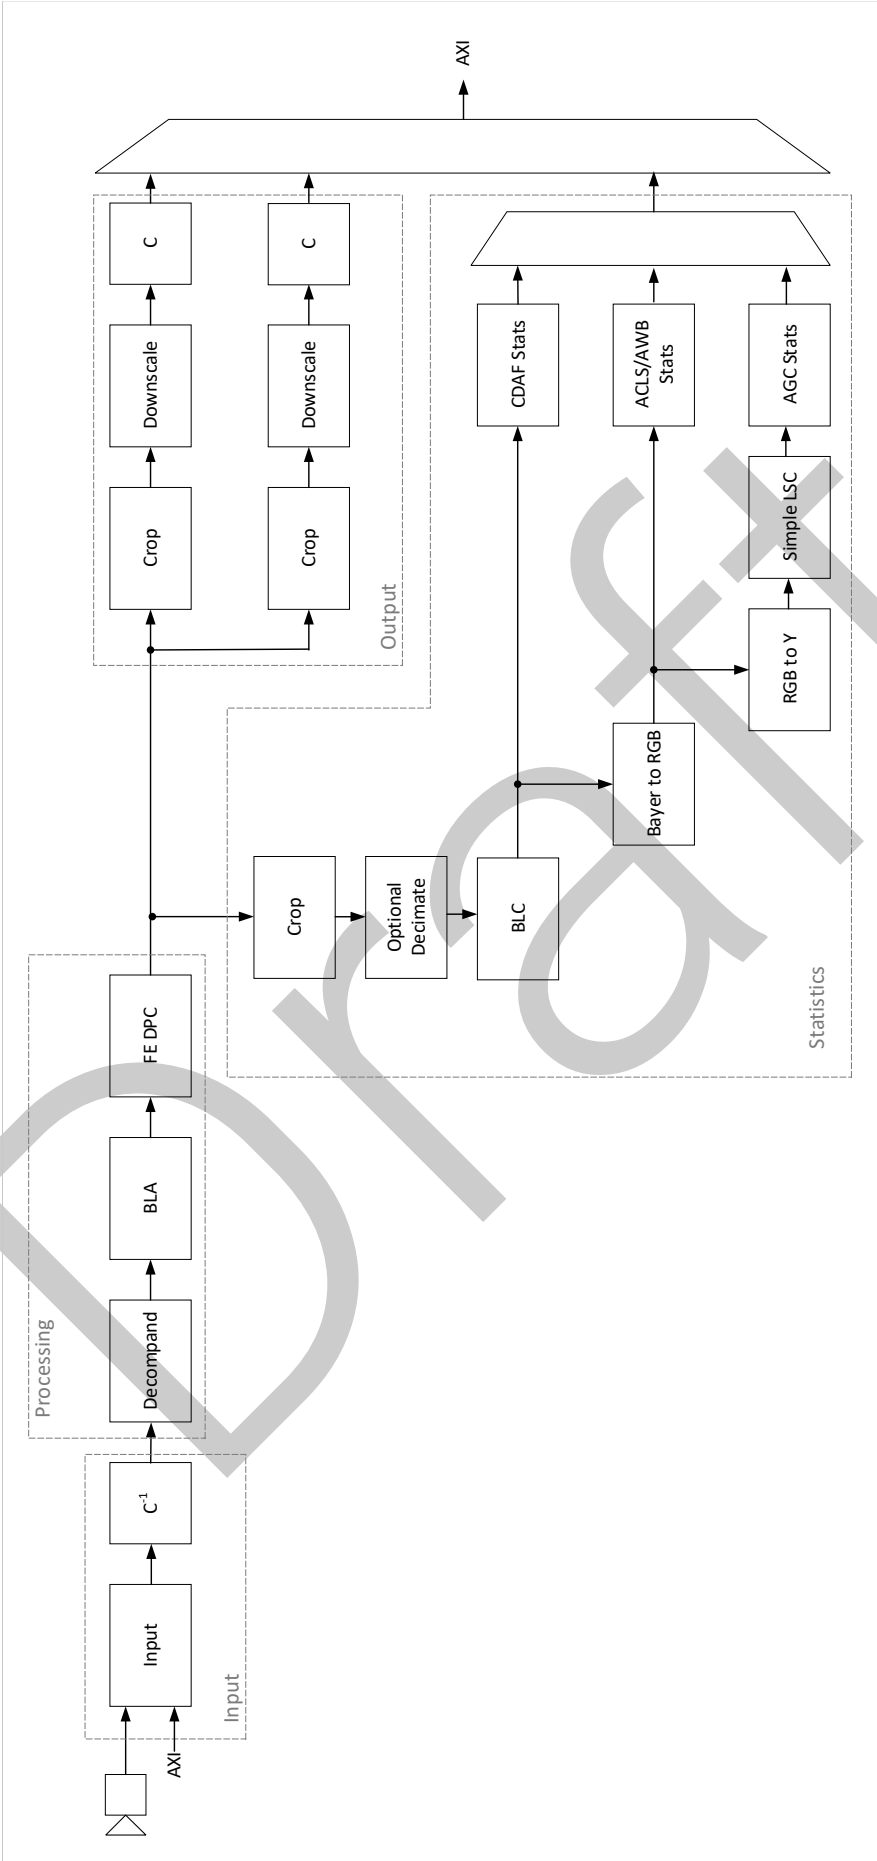 AXI
Input
Input
C-1
Processing
Decompand
BLA
FE DPC
Output
Crop
Downscale
C
Crop
Downscale
C
AXI
Statistics
Crop
Optional
Decimate
BLC
Bayer to RGB
RGB to Y
Simple LSC
CDAF Stats
ACLS/AWB
Stats
AGC Stats
Draft